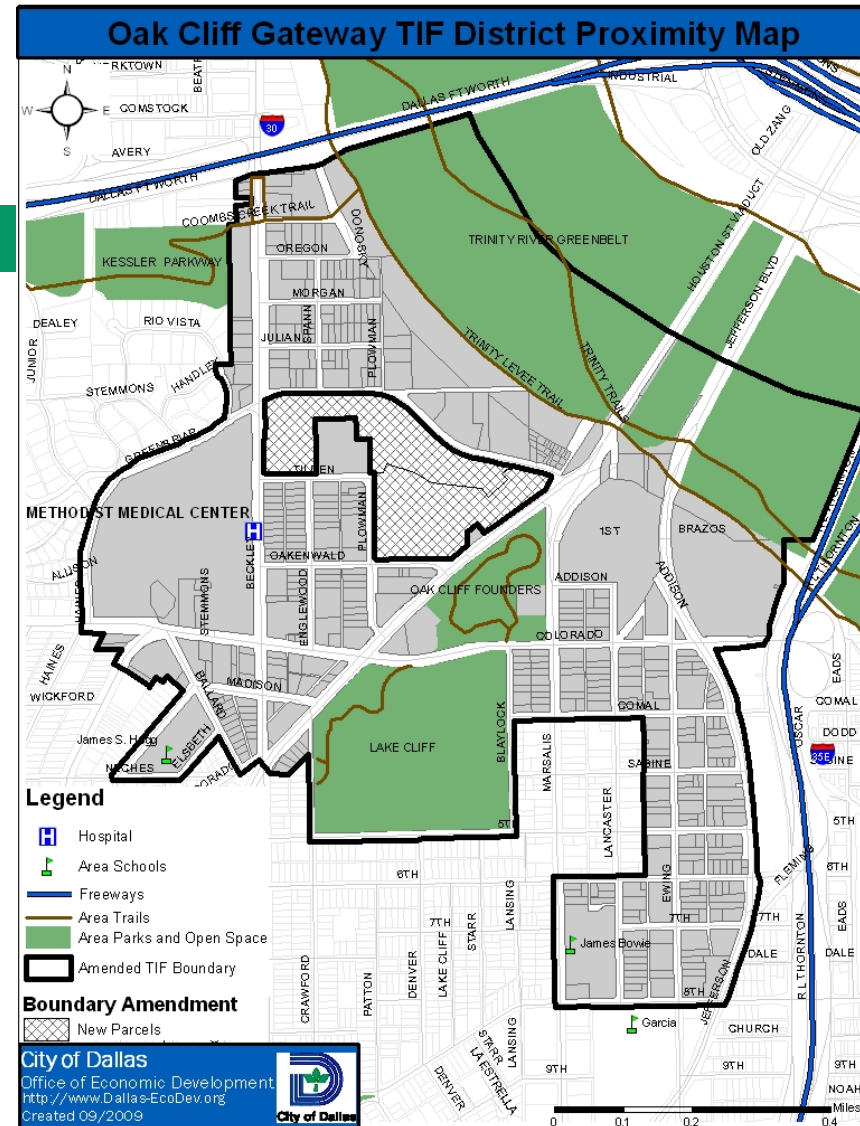 Oak Cliff Gateway TIF District Proximity Map
N
W
E
S
RKTOWN
COMSTOCK
AVERY
30
DALLAS FT WORTH
DALLAS FT WORTH
INDUSTRIAL
OLD ZANG
COOMBS CREEK TRAIL
KESSLER PARKWAY
OREGON
DONOSKY
MORGAN
SPANN
JULIAN
PLOWMAN
TRINITY RIVER GREENBELT
HOUSTON ST VIADUCT
JEFFERSON BLVD
TRINITY LEVEE TRAIL
TRINITY TRAILS
DEALEY
RIO VISTA
JUNIOR
STEMMONS
HANDLEY
GREENBRIAR
TILDEN
PLOWMAN
METHODIST MEDICAL CENTER
H
BECKLEY
OAKENWALD
ENGLEWOOD
STEMMONS
ALLISON
HAINES
HAINES
WICKFORD
OAK CLIFF FOUNDERS
1ST
BRAZOS
ADDISON
ADDISON
COLORADO
R L THORNTON
R L THORNTON
MADISON
BALLARD
James S. Hogg
ELSBETH
NECHES
LAKE CLIFF
BLAYLOCK
COMAL
MARSALIS
SABINE
LANCASTER
EADS
COMAL
OSCAR
DODD
35E
5TH
5TH
6TH
6TH
FLEMING
EWING
7TH
7TH
7TH
LANSING
STARR
LAKE CLIFF
DENVER
PATTON
CRAWFORD
James Bowie
8TH
JEFFERSON
DALE
DALE
EADS
R L THORNTON
Garcia
CHURCH
9TH
9TH
9TH
NOAH
STARR
LANSING
LA ESTRELLA
DENVER
Legend
H Hospital
Area Schools
Freeways
Area Trails
Area Parks and Open Space
Amended TIF Boundary
Boundary Amendment
New Parcels
City of Dallas
Office of Economic Development
http://www.Dallas-EcoDev.org
Created 09/2009
City of Dallas
Miles
0
0.1
0.2
0.4